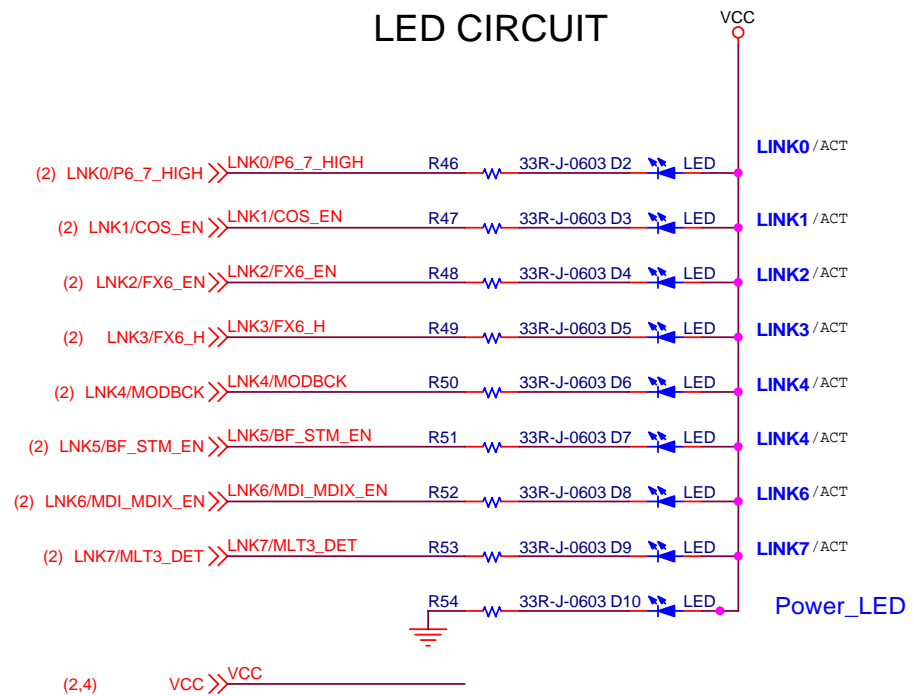 LED CIRCUIT
VCC
(2) LNK0/P6_7_HIGH LNK0/P6_7_HIGH R46 33R-J-0603 D2 LED LINK0/ACT
(2) LNK1/COS_EN LNK1/COS_EN R47 33R-J-0603 D3 LED LINK1/ACT
(2) LNK2/FX6_EN LNK2/FX6_EN R48 33R-J-0603 D4 LED LINK2/ACT
(2) LNK3/FX6_H LNK3/FX6_H R49 33R-J-0603 D5 LED LINK3/ACT
(2) LNK4/MODBCK LNK4/MODBCK R50 33R-J-0603 D6 LED LINK4/ACT
(2) LNK5/BF_STM_EN LNK5/BF_STM_EN R51 33R-J-0603 D7 LED LINK4/ACT
(2) LNK6/MDI_MDIX_EN LNK6/MDI_MDIX_EN R52 33R-J-0603 D8 LED LINK6/ACT
(2) LNK7/MLT3_DET LNK7/MLT3_DET R53 33R-J-0603 D9 LED LINK7/ACT
R54 33R-J-0603 D10 LED Power_LED
(2,4) VCC VCC